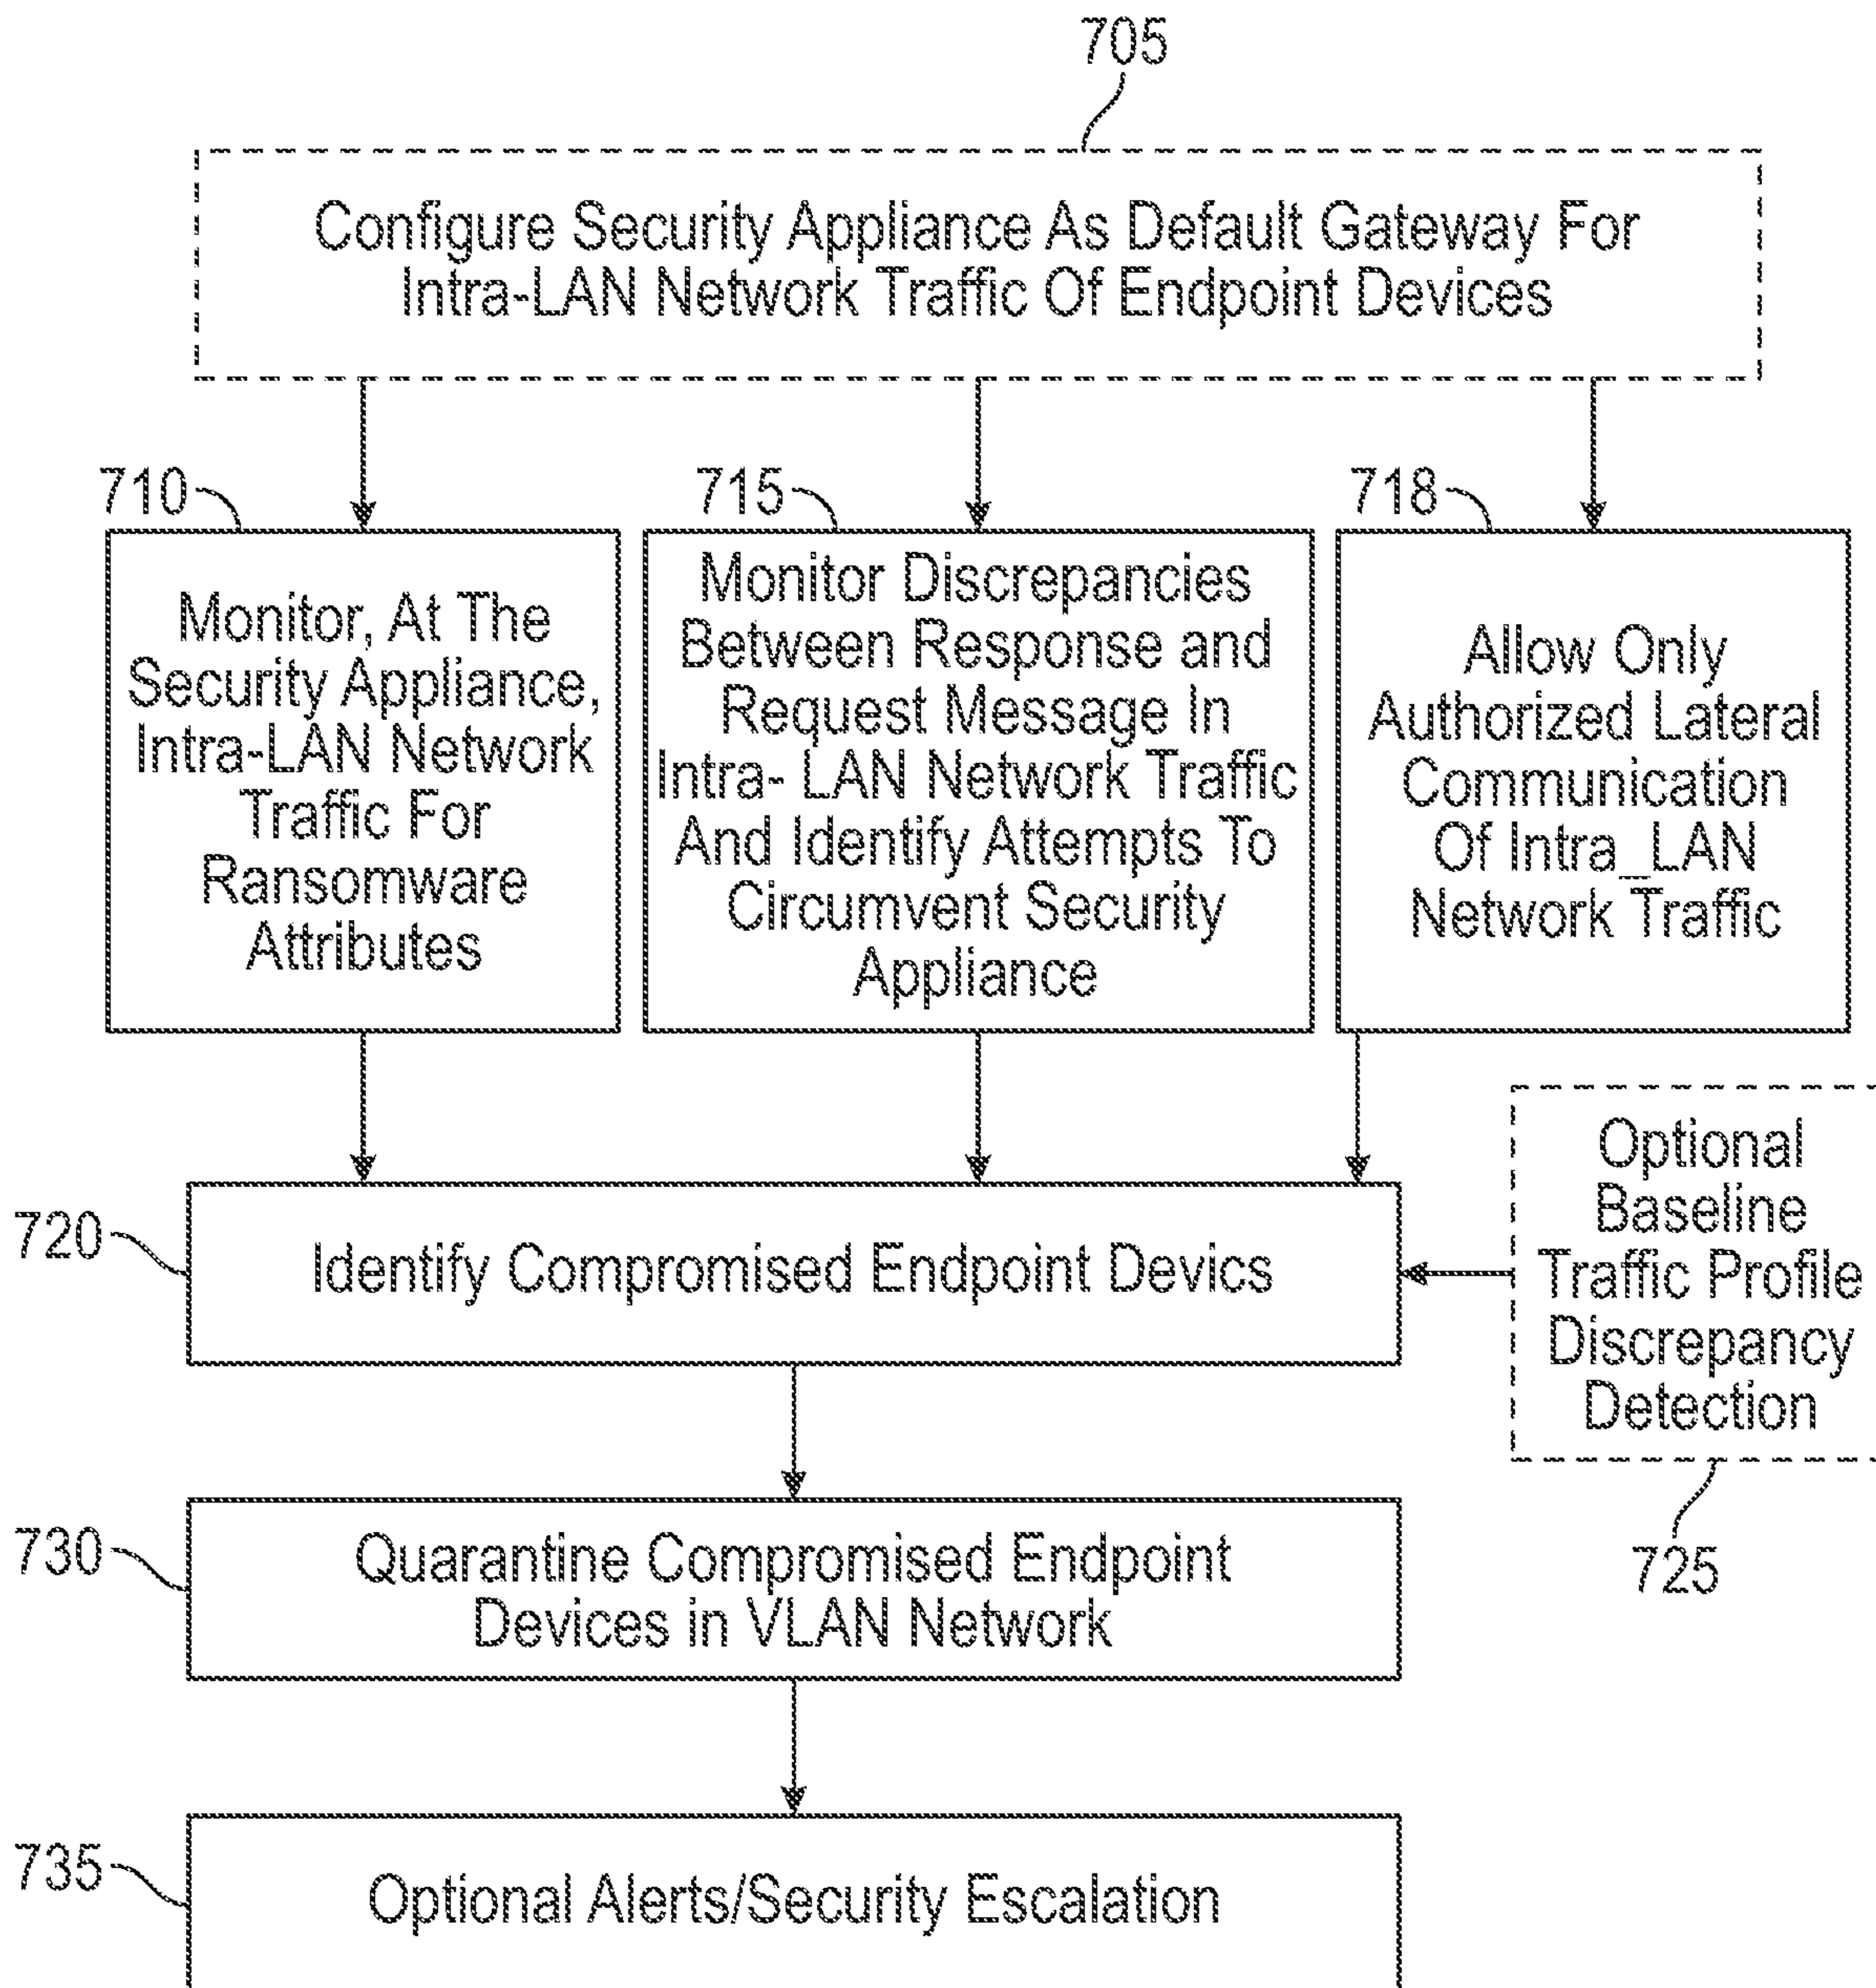 705
Configure Security Appliance As Default Gateway For
Intra-LAN Network Traffic Of Endpoint Devices
710
Monitor, At The
Security Appliance,
Intra-LAN Network
Traffic For
Ransomware
Attributes
715
Monitor Discrepancies
Between Response and
Request Message In
Intra- LAN Network Traffic
And Identify Attempts To
Circumvent Security
Appliance
718
Allow Only
Authorized Lateral
Communication
Of Intra_LAN
Network Traffic
720
Identify Compromised Endpoint Devics
Optional
Baseline
Traffic Profile
Discrepancy
Detection
725
730
Quarantine Compromised Endpoint
Devices in VLAN Network
735
Optional Alerts/Security Escalation